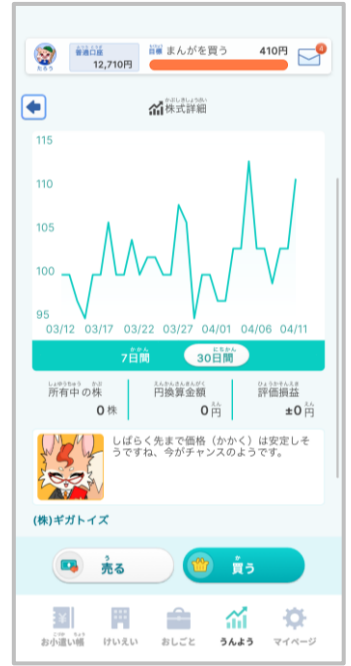 たろう
ふつうこうざ
普通口座
12,710円
目標 まんがを買う 410円
4
かぶしきしょうさい
株式詳細
115
110
105
100
95
03/12 03/17 03/22 03/27 04/01 04/06 04/11
かかん にちかん
7日間 30日間
しょゆうちゅう かぶ えんかんさんきんがく ひょうかそんえき
所有中の株 円換算金額 評価損益
0株 0円 ±0円
しばらく先まで価格（かかく）は安定しそ
うですね、今がチャンスのようです。
(株)ギガトイズ
う か
売る 買う
こづか ちょう
お小遣い帳 けいえい おしごと うんよう マイページ